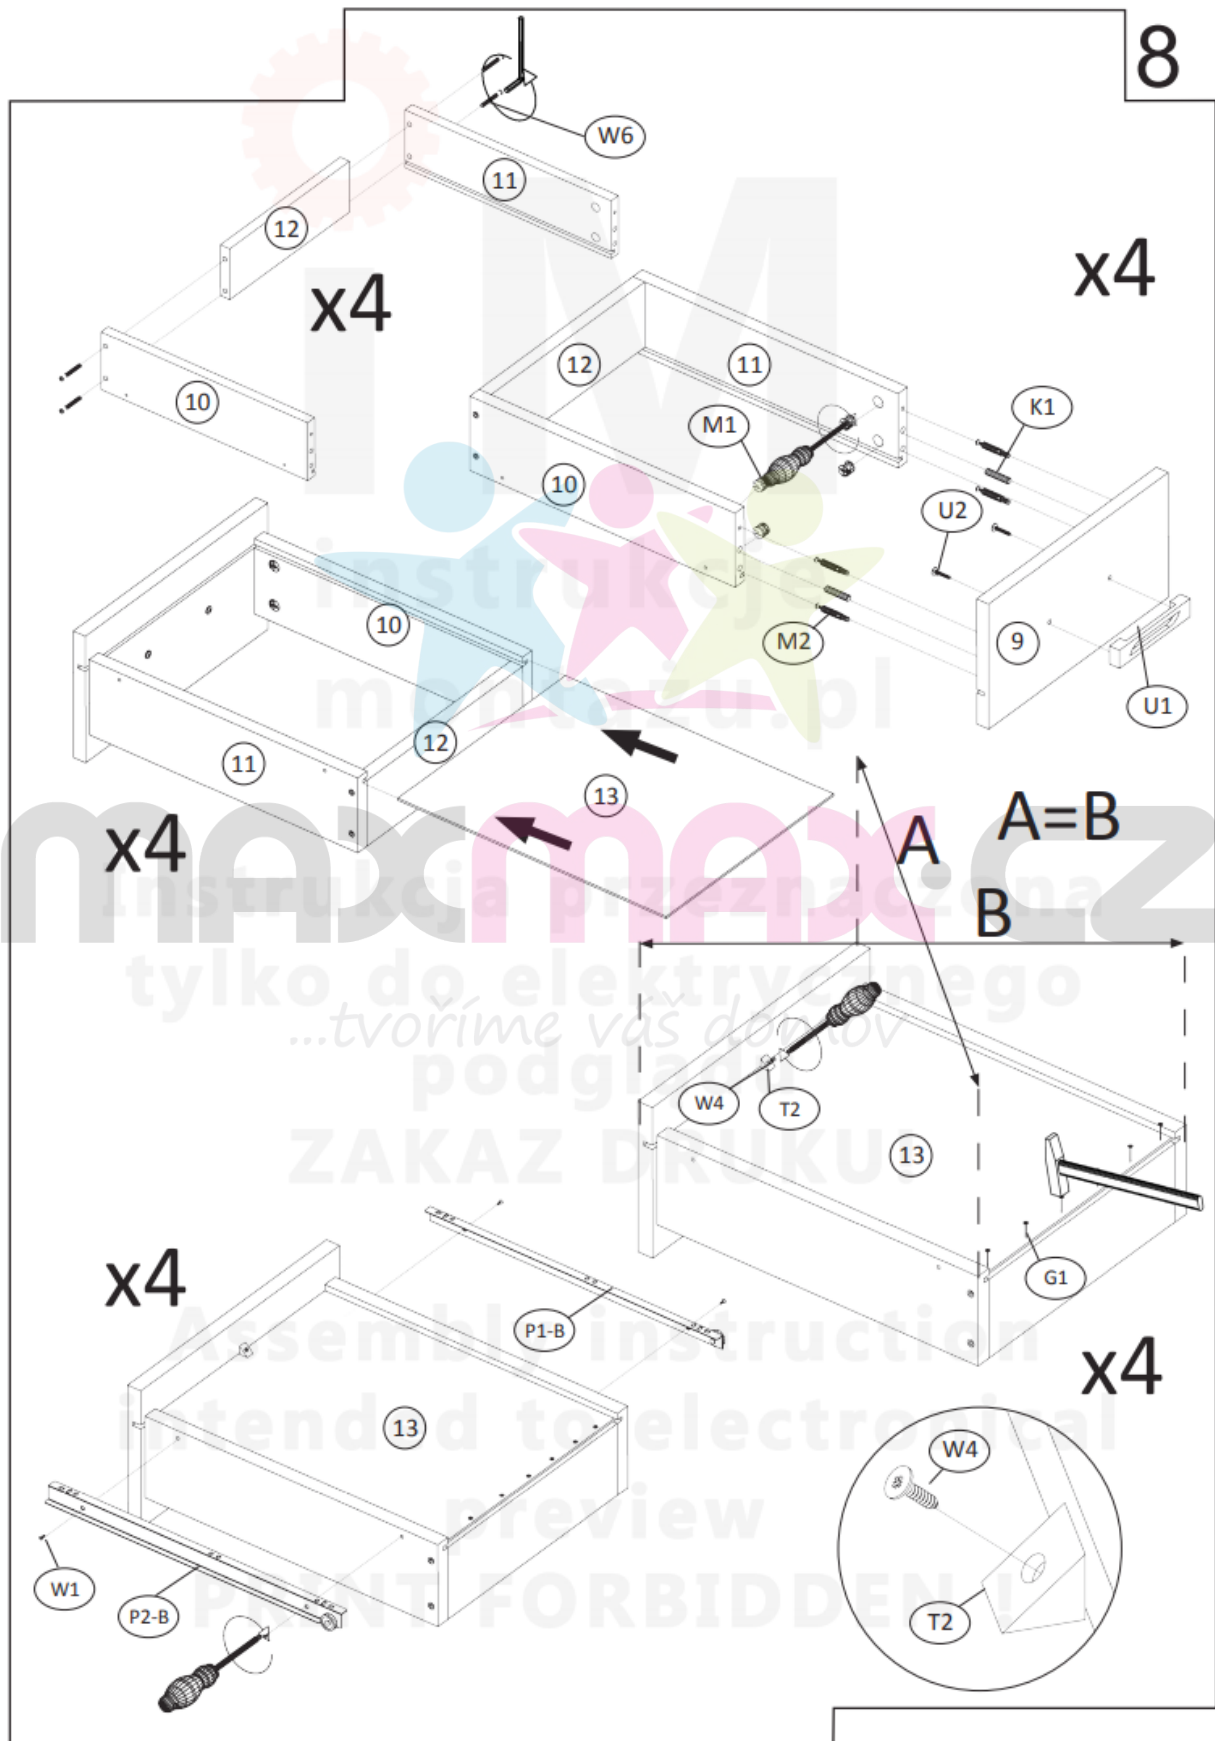 8
W6
11
12
x4
x4
10
12
11
M1
K1
10
U2
M2
9
U1
10
12
11
13
x4
A
A=B
B
maxmax.cz
...tvoříme váš domov
instrukcje
montazu.pl
Instrukcja przeznaczona
tylko do elektrycznego
podglądu
ZAKAZ DRUKU!
W4
T2
13
G1
x4
x4
P1-B
13
W1
P2-B
W4
T2
Assembly instruction
intended to electronical
preview
PRINT FORBIDDEN !